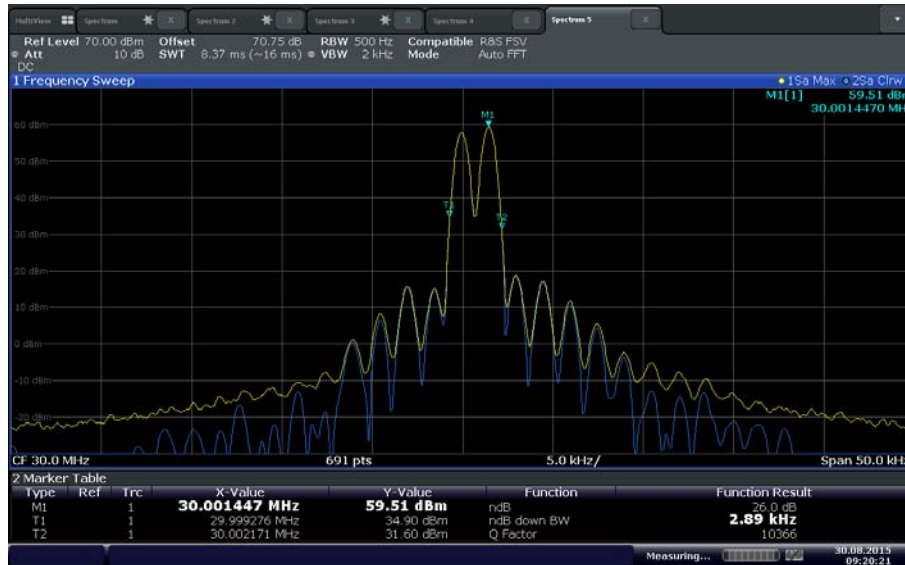 MultiView Spectrum X Spectrum 2 X Spectrum 3 X Spectrum 4 X Spectrum 5 X
Ref Level 70.00 dBm Offset 70.75 dB RBW 500 Hz Compatible R&S FSV
Att 10 dB SWT 8.37 ms (~16 ms) VBW 2 kHz Mode Auto FFT
DC
1 Frequency Sweep 1Sa Max 2Sa Clrw
M1[1] 59.51 dBm
30.0014470 MH
M1
60 dBm
50 dBm
40 dBm
T1
T2
30 dBm
20 dBm
10 dBm
0 dBm
-10 dBm
-20 dBm
CF 30.0 MHz 691 pts 5.0 kHz/ Span 50.0 kHz
2 Marker Table
Type Ref Trc X-Value Y-Value Function Function Result
M1 1 30.001447 MHz 59.51 dBm ndB 26.0 dB
T1 1 29.999276 MHz 34.90 dBm ndB down BW 2.89 kHz
T2 1 30.002171 MHz 31.60 dBm Q Factor 10366
Measuring... 30.08.2015
09:20:21